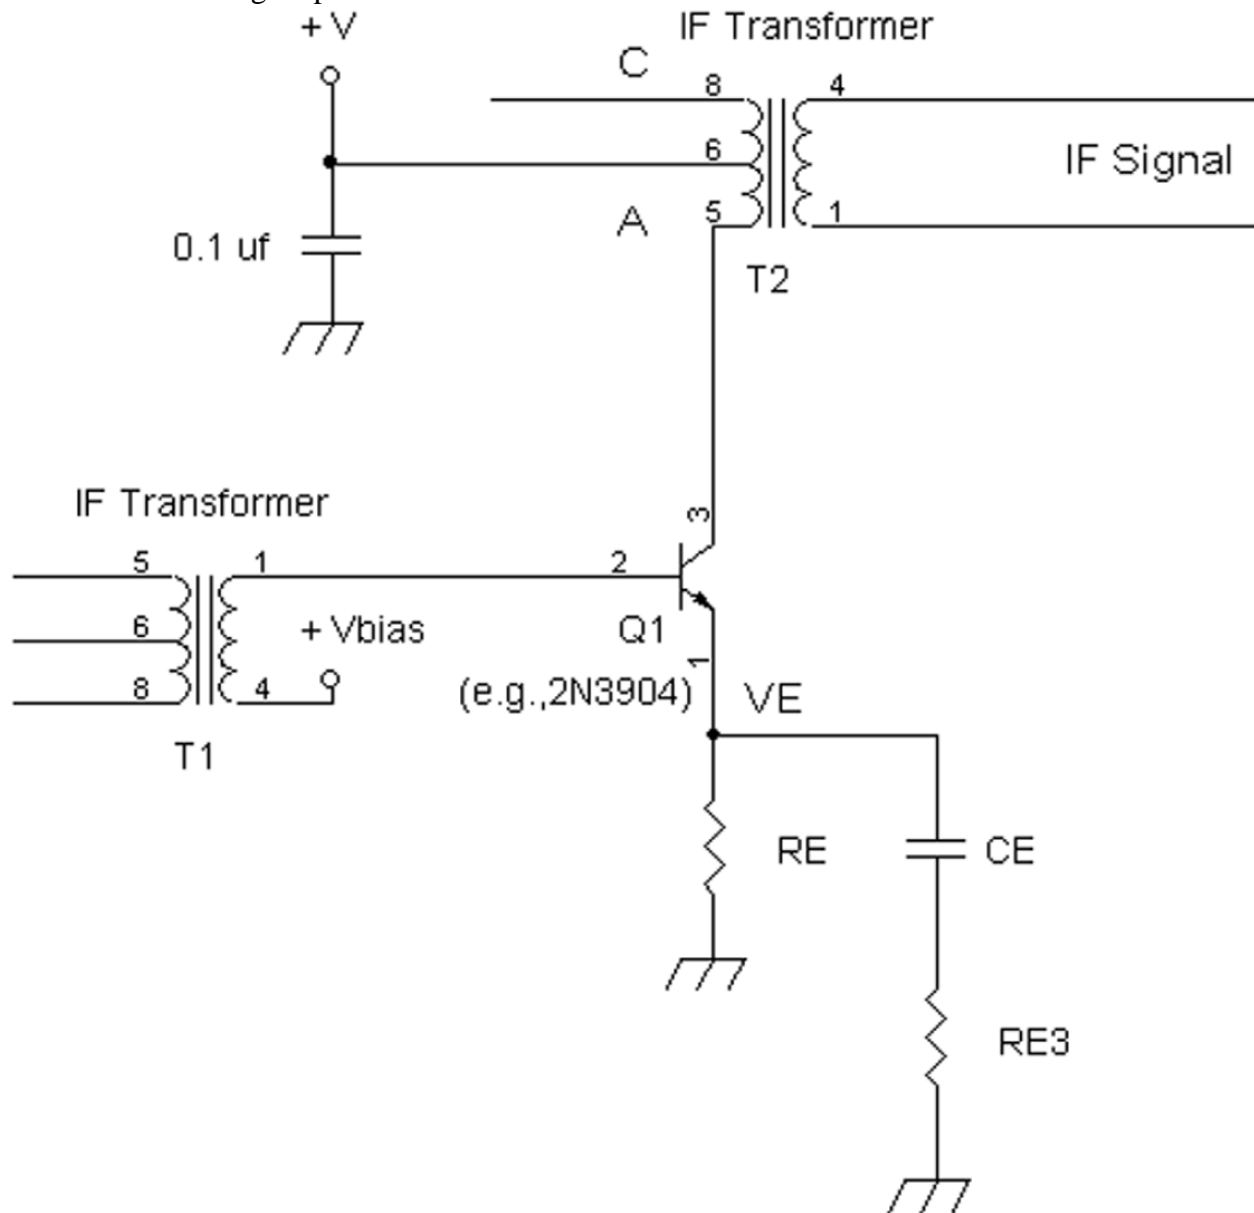 + V
IF Transformer
C
8
4
6
IF Signal
A
5
1
0.1 uf
T2
3
IF Transformer
5
1
2
6
+ Vbias
Q1
1
8
4
(e.g.,2N3904)
VE
T1
RE
CE
RE3